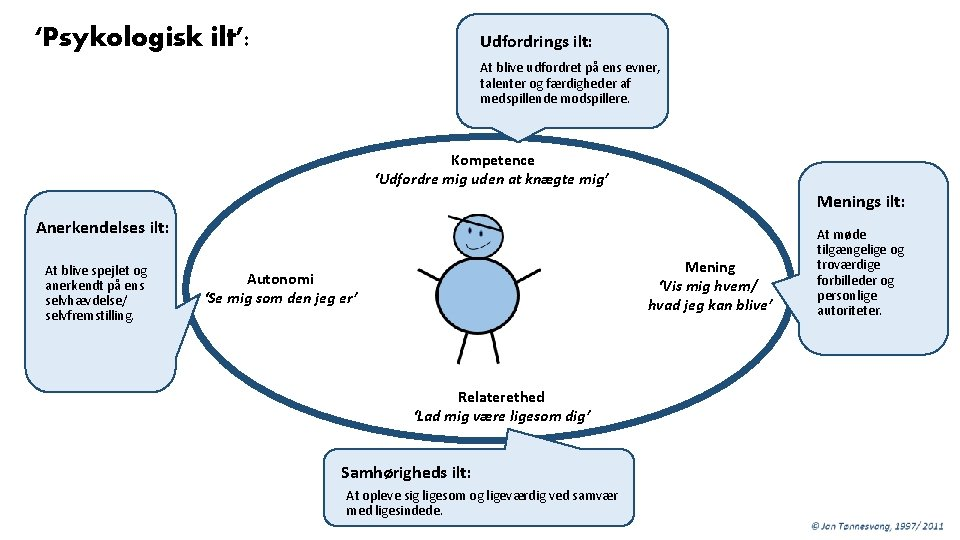 ‘Psykologisk ilt’:
Udfordrings ilt:
At blive udfordret på ens evner,
talenter og færdigheder af
medspillende modspillere.
Kompetence
‘Udfordre mig uden at knægte mig’
Menings ilt:
At møde
tilgængelige og
troværdige
forbilleder og
personlige
autoriteter.
Anerkendelses ilt:
At blive spejlet og
anerkendt på ens
selvhævdelse/
selvfremstilling.
Autonomi
‘Se mig som den jeg er’
Mening
‘Vis mig hvem/
hvad jeg kan blive’
Relaterethed
‘Lad mig være ligesom dig’
Samhørigheds ilt:
At opleve sig ligesom og ligeværdig ved samvær
med ligesindede.
© Jan Tønnesvang, 1997/ 2011